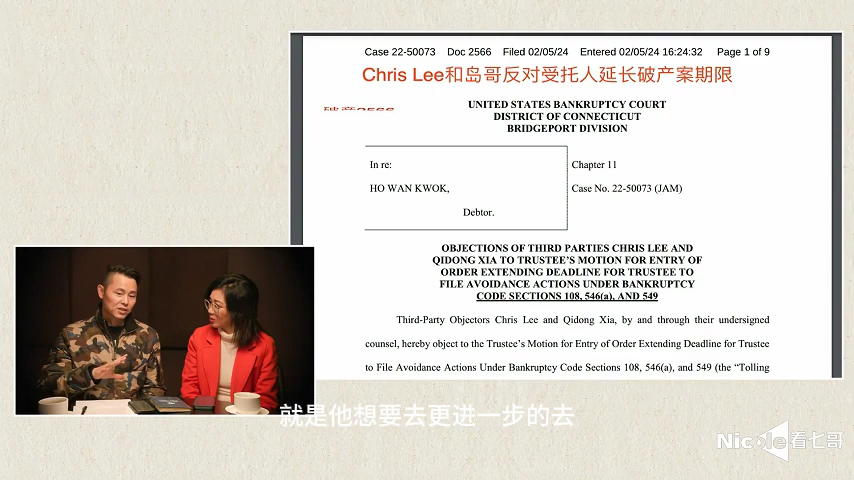 Case 22-50073 Doc 2566 Filed 02/05/24 Entered 02/05/24 16:24:32 Page 1 of 9
Chris Lee和岛哥反对受托人延长破产案期限
UNITED STATES BANKRUPTCY COURT
DISTRICT OF CONNECTICUT
BRIDGEPORT DIVISION
In re:
HO WAN KWOK,
Debtor.
Chapter 11
Case No. 22-50073 (JAM)
OBJECTIONS OF THIRD PARTIES CHRIS LEE AND
QIDONG XIA TO TRUSTEE'S MOTION FOR ENTRY OF
ORDER EXTENDING DEADLINE FOR TRUSTEE TO
FILE AVOIDANCE ACTIONS UNDER BANKRUPTCY
CODE SECTIONS 108, 546(a), AND 549
Third-Party Objectors Chris Lee and Qidong Xia, by and through their undersigned
counsel, hereby object to the Trustee's Motion for Entry of Order Extending Deadline for Trustee
to File Avoidance Actions Under Bankruptcy Code Sections 108, 546(a), and 549 (the "Tolling
就是他想要去更进一步的去
Nicole看七哥